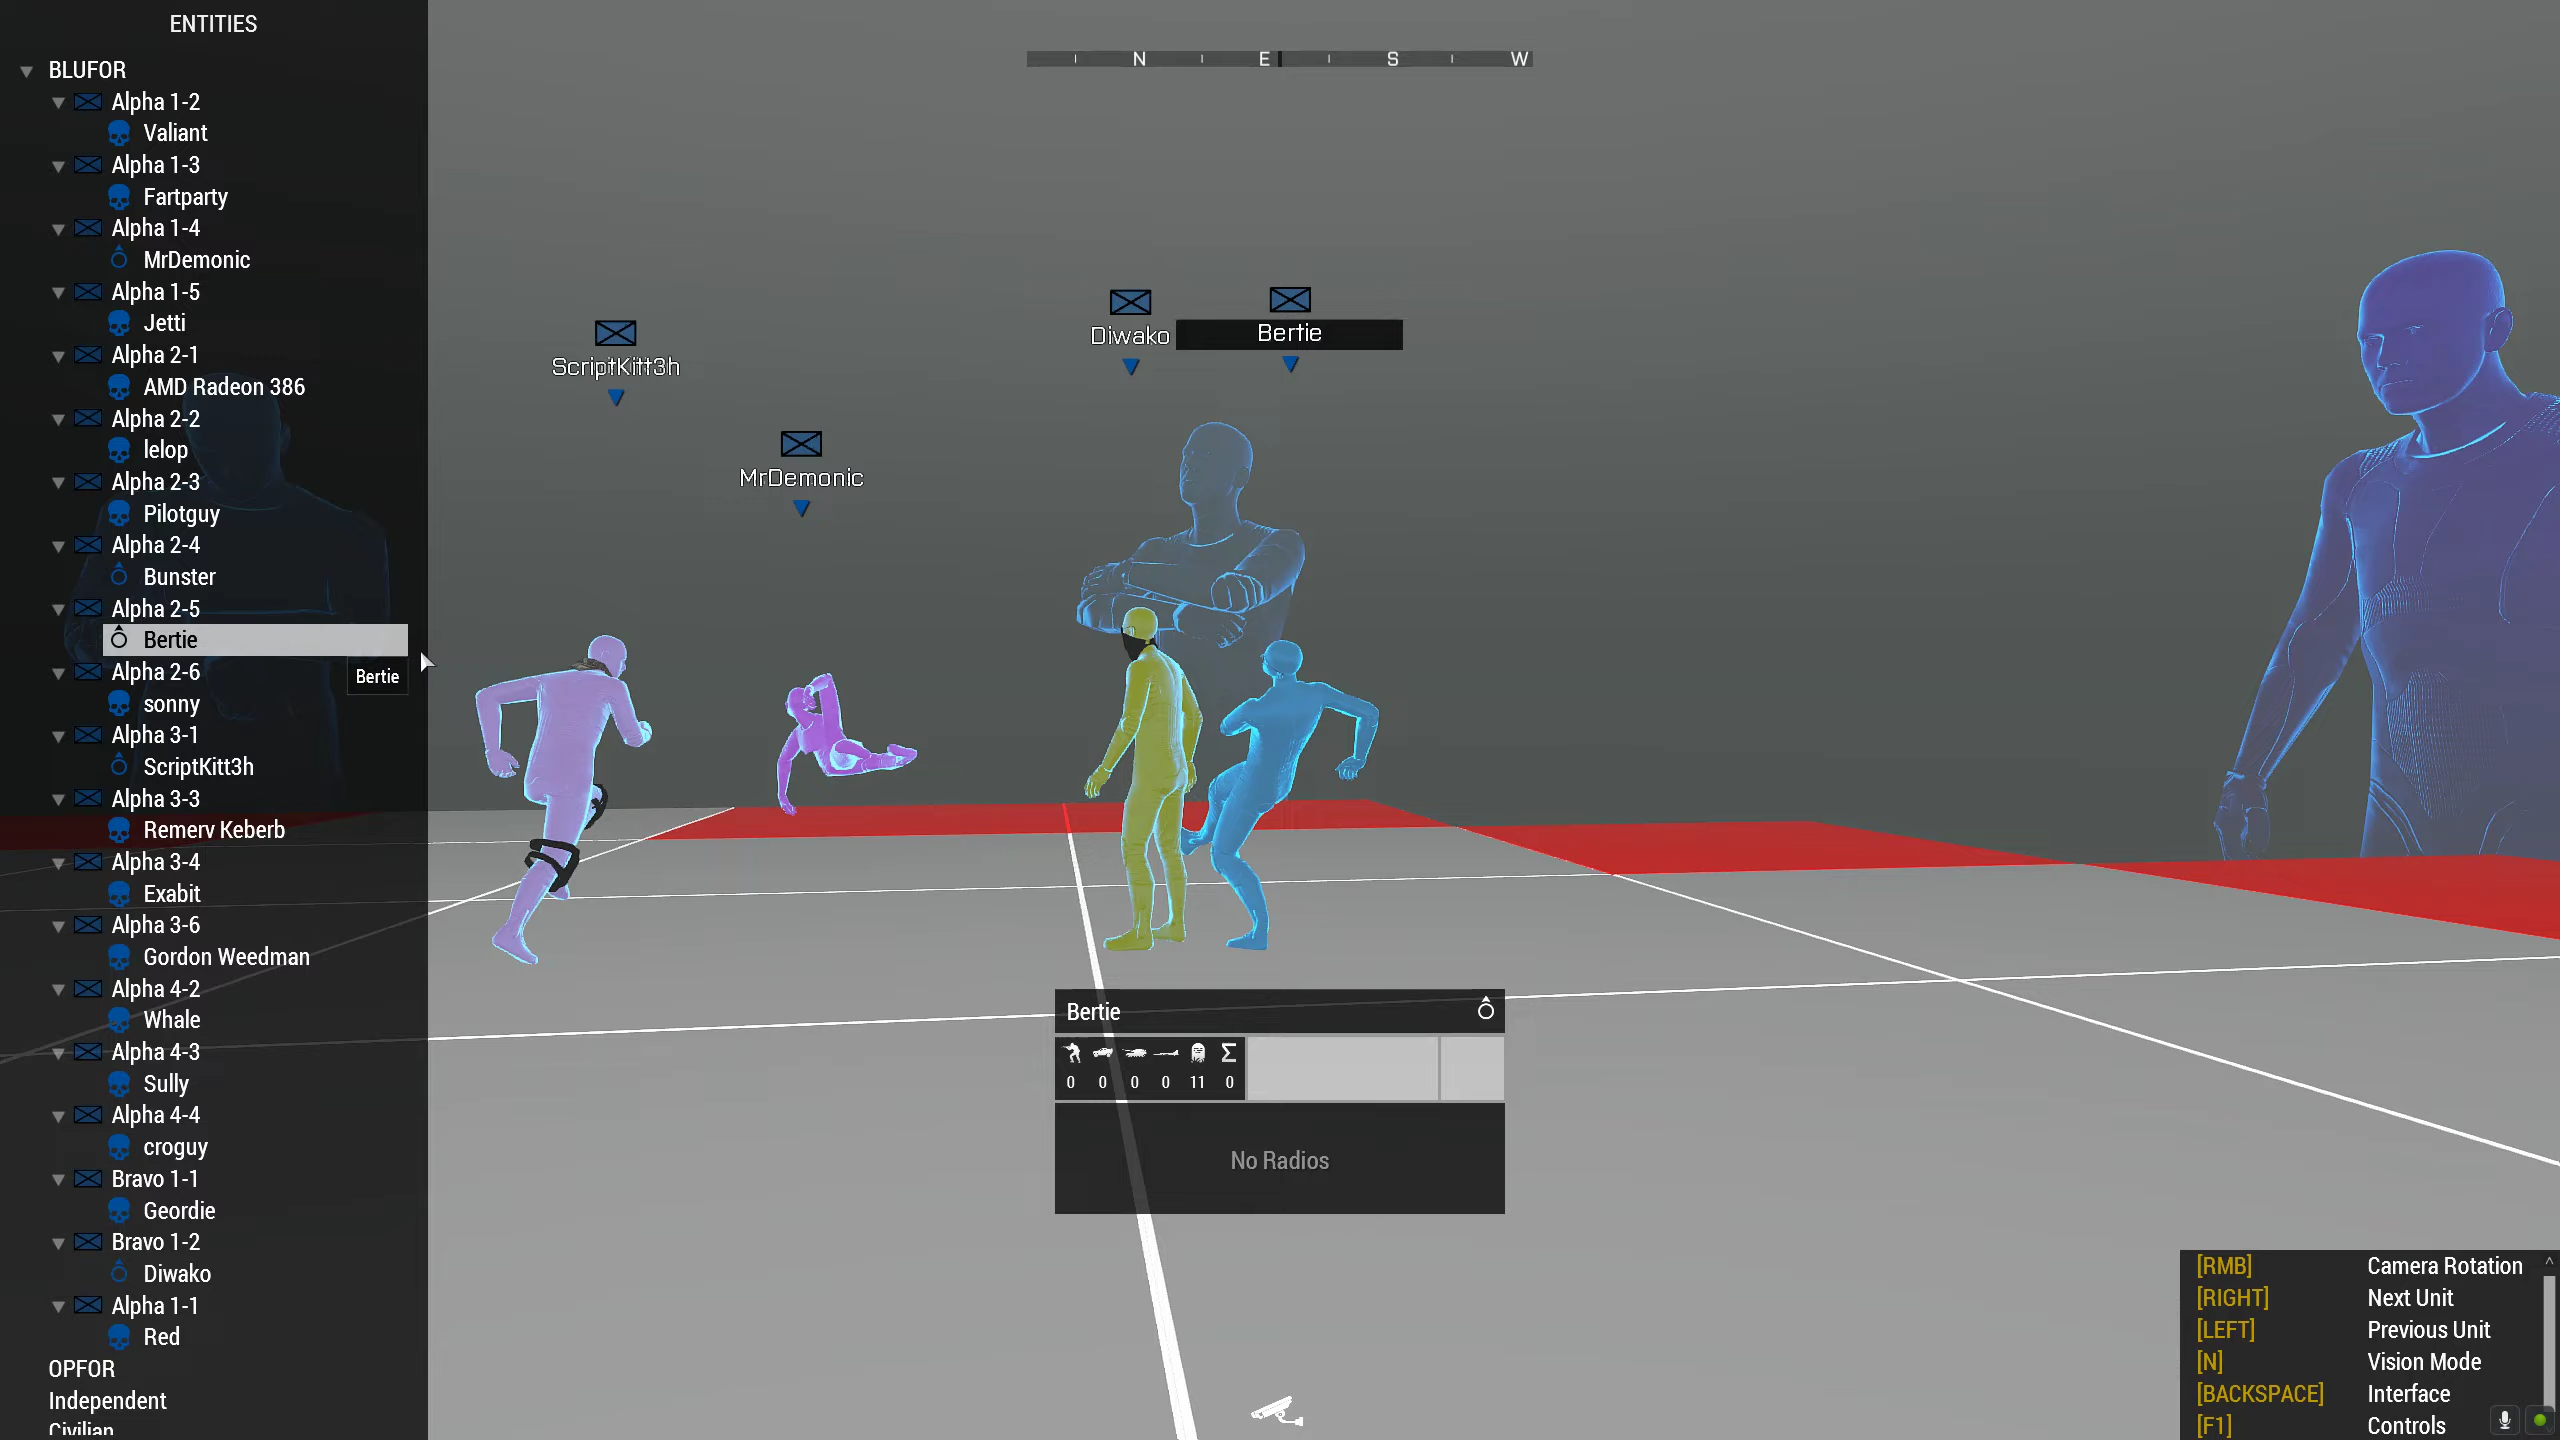 ENTITIES
BLUFOR
Alpha 1-2
Valiant
Alpha 1-3
Fartparty
Alpha 1-4
MrDemonic
Alpha 1-5
Jetti
Alpha 2-1
AMD Radeon 386
Alpha 2-2
lelop
Alpha 2-3
Pilotguy
Alpha 2-4
Bunster
Alpha 2-5
Bertie
Bertie
Alpha 2-6
sonny
Alpha 3-1
ScriptKitt3h
Alpha 3-3
Remerv Keberb
Alpha 3-4
Exabit
Alpha 3-6
Gordon Weedman
Alpha 4-2
Whale
Alpha 4-3
Sully
Alpha 4-4
croguy
Bravo 1-1
Geordie
Bravo 1-2
Diwako
Alpha 1-1
Red
OPFOR
Independent
Civilian
N E S W
Diwako
Bertie
ScriptKitt3h
MrDemonic
Bertie
Σ
0 0 0 0 11 0
No Radios
[RMB] Camera Rotation
[RIGHT] Next Unit
[LEFT] Previous Unit
[N] Vision Mode
[BACKSPACE] Interface
[F1] Controls